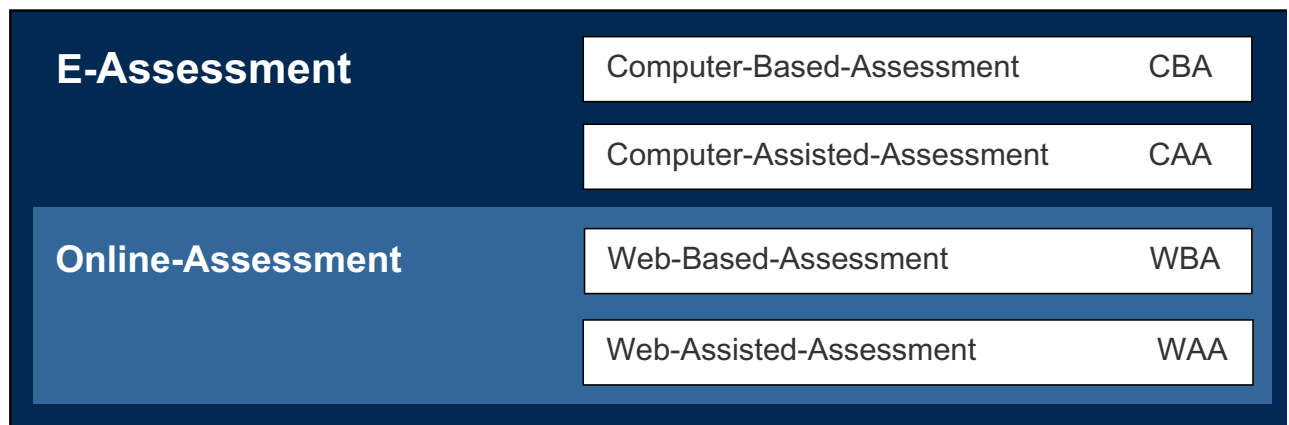 E-Assessment
Computer-Based-Assessment CBA
Computer-Assisted-Assessment CAA
Online-Assessment
Web-Based-Assessment WBA
Web-Assisted-Assessment WAA